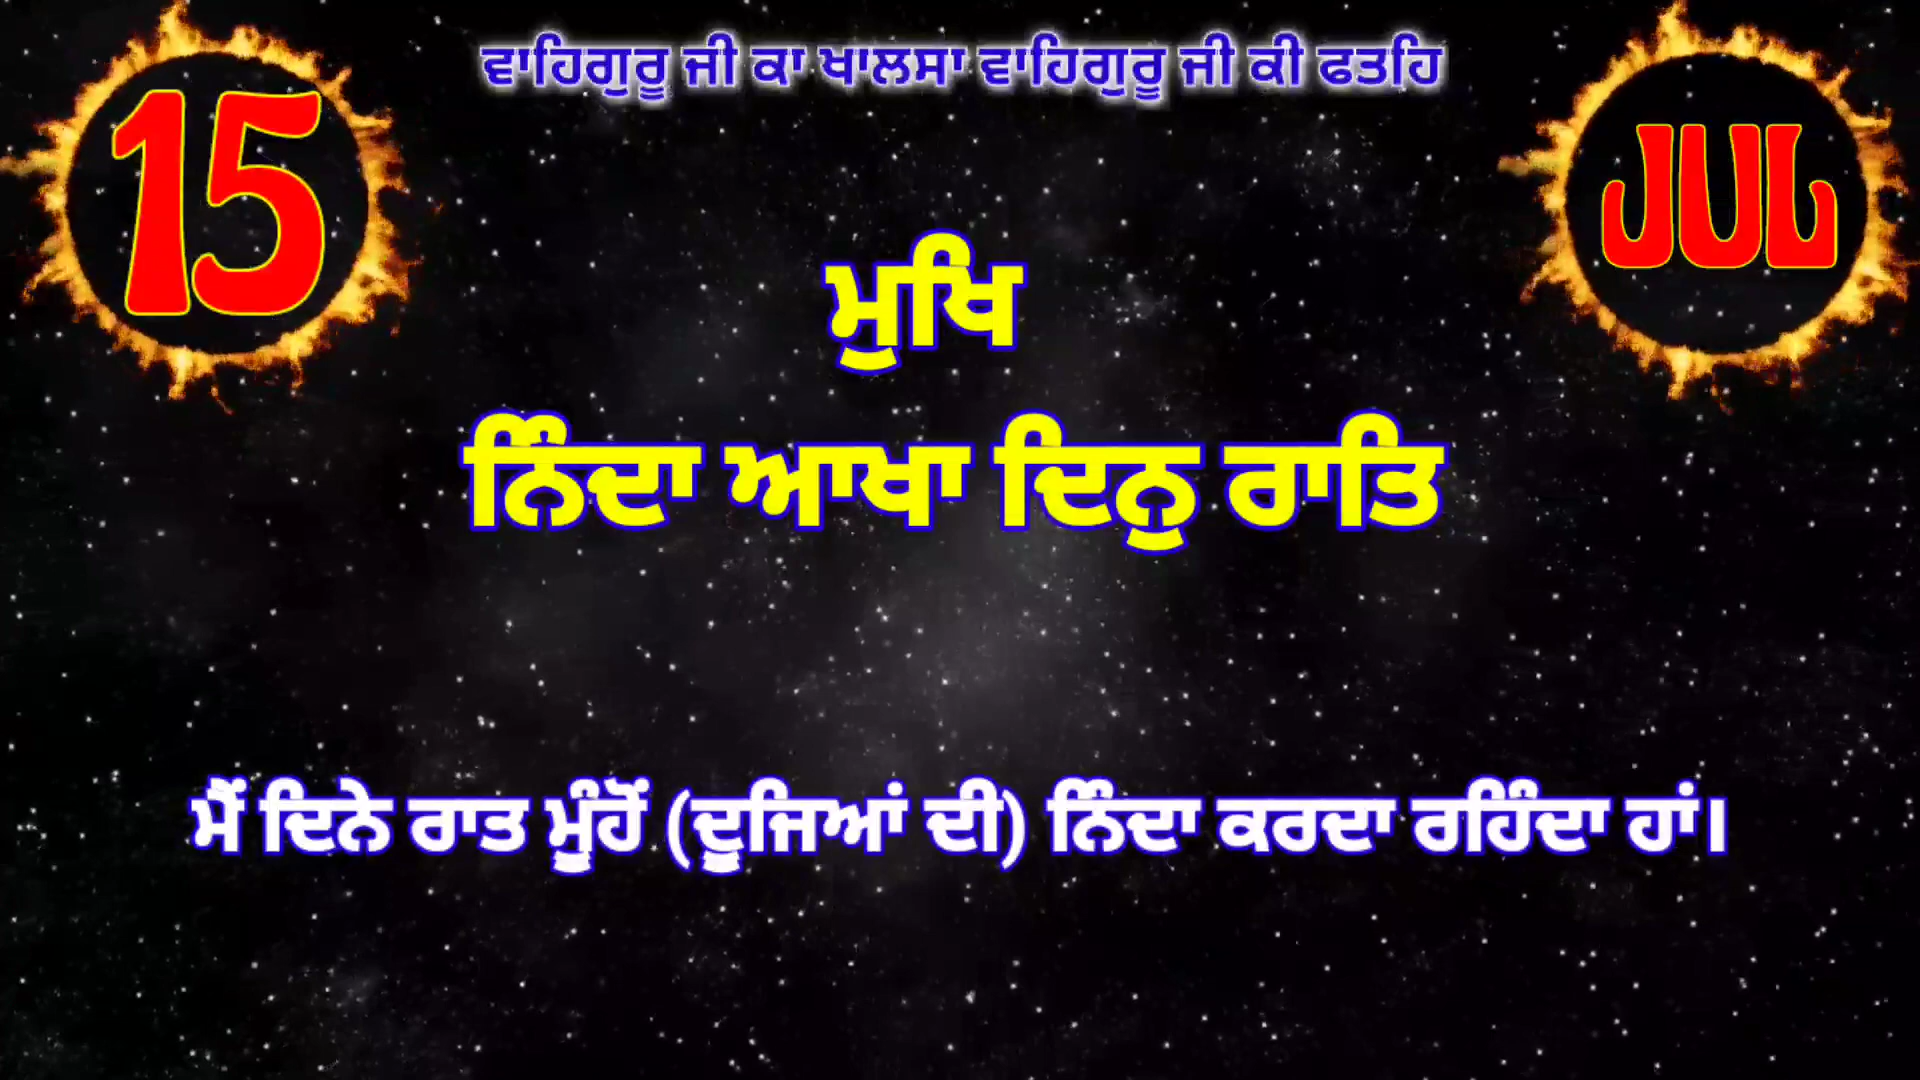 ਵਾਹਿਗੁਰੂ ਜੀ ਕਾ ਖਾਲਸਾ ਵਾਹਿਗੁਰੂ ਜੀ ਕੀ ਫਤਹਿ
15
JUL
ਮੁਖਿ
ਨਿੰਦਾ ਆਖਾ ਦਿਨੁ ਰਾਤਿ
ਮੈਂ ਦਿਨੇ ਰਾਤ ਮੂੰਹੋਂ (ਦੂਜਿਆਂ ਦੀ) ਨਿੰਦਾ ਕਰਦਾ ਰਹਿੰਦਾ ਹਾਂ।